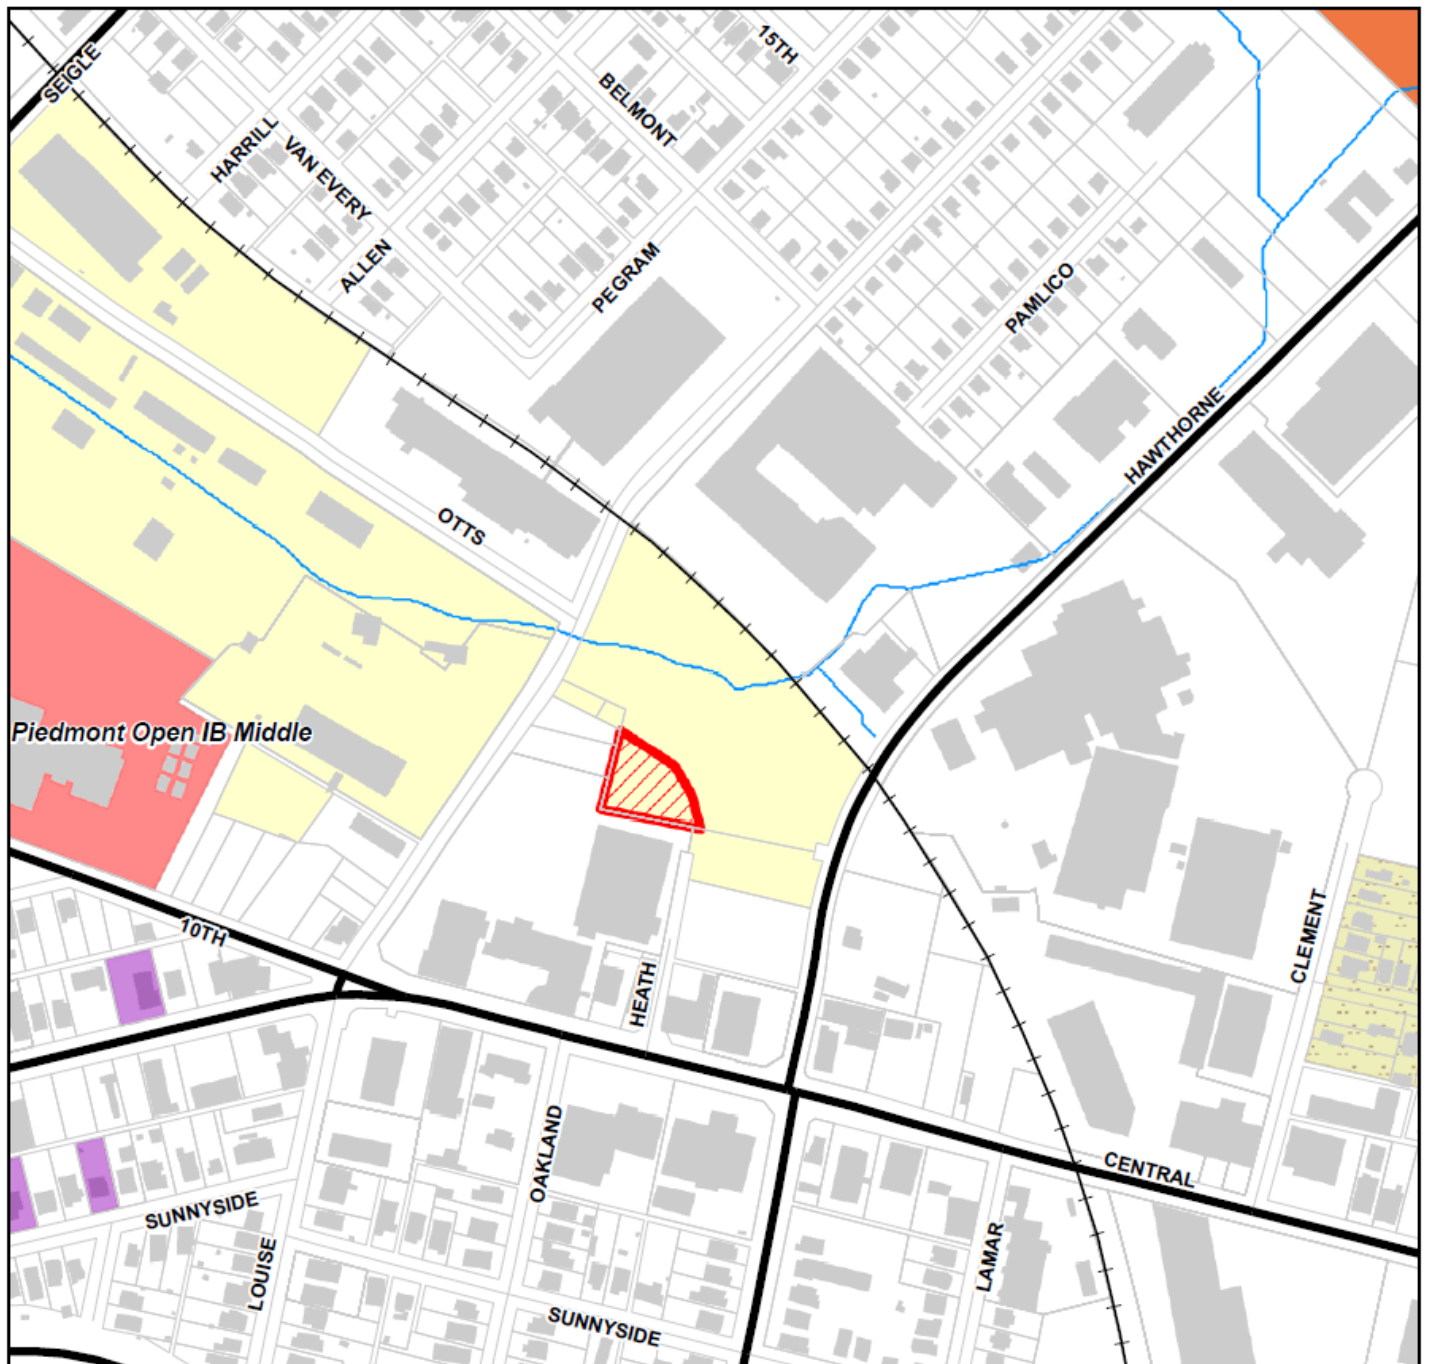 15TH
SEIGLE
BELMONT
HARRILL
VAN EVERY
ALLEN
PEGRAM
PAMLICO
HAWTHORNE
OTTS
Piedmont Open IB Middle
10TH
CLEMENT
HEATH
OAKLAND
CENTRAL
SUNNYSIDE
LOUISE
LAMAR
SUNNYSIDE